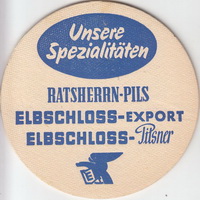 Unsere
Spezialitäten
RATSHERRN-PILS
ELBSCHLOSS-EXPORT
ELBSCHLOSS-Pilsner